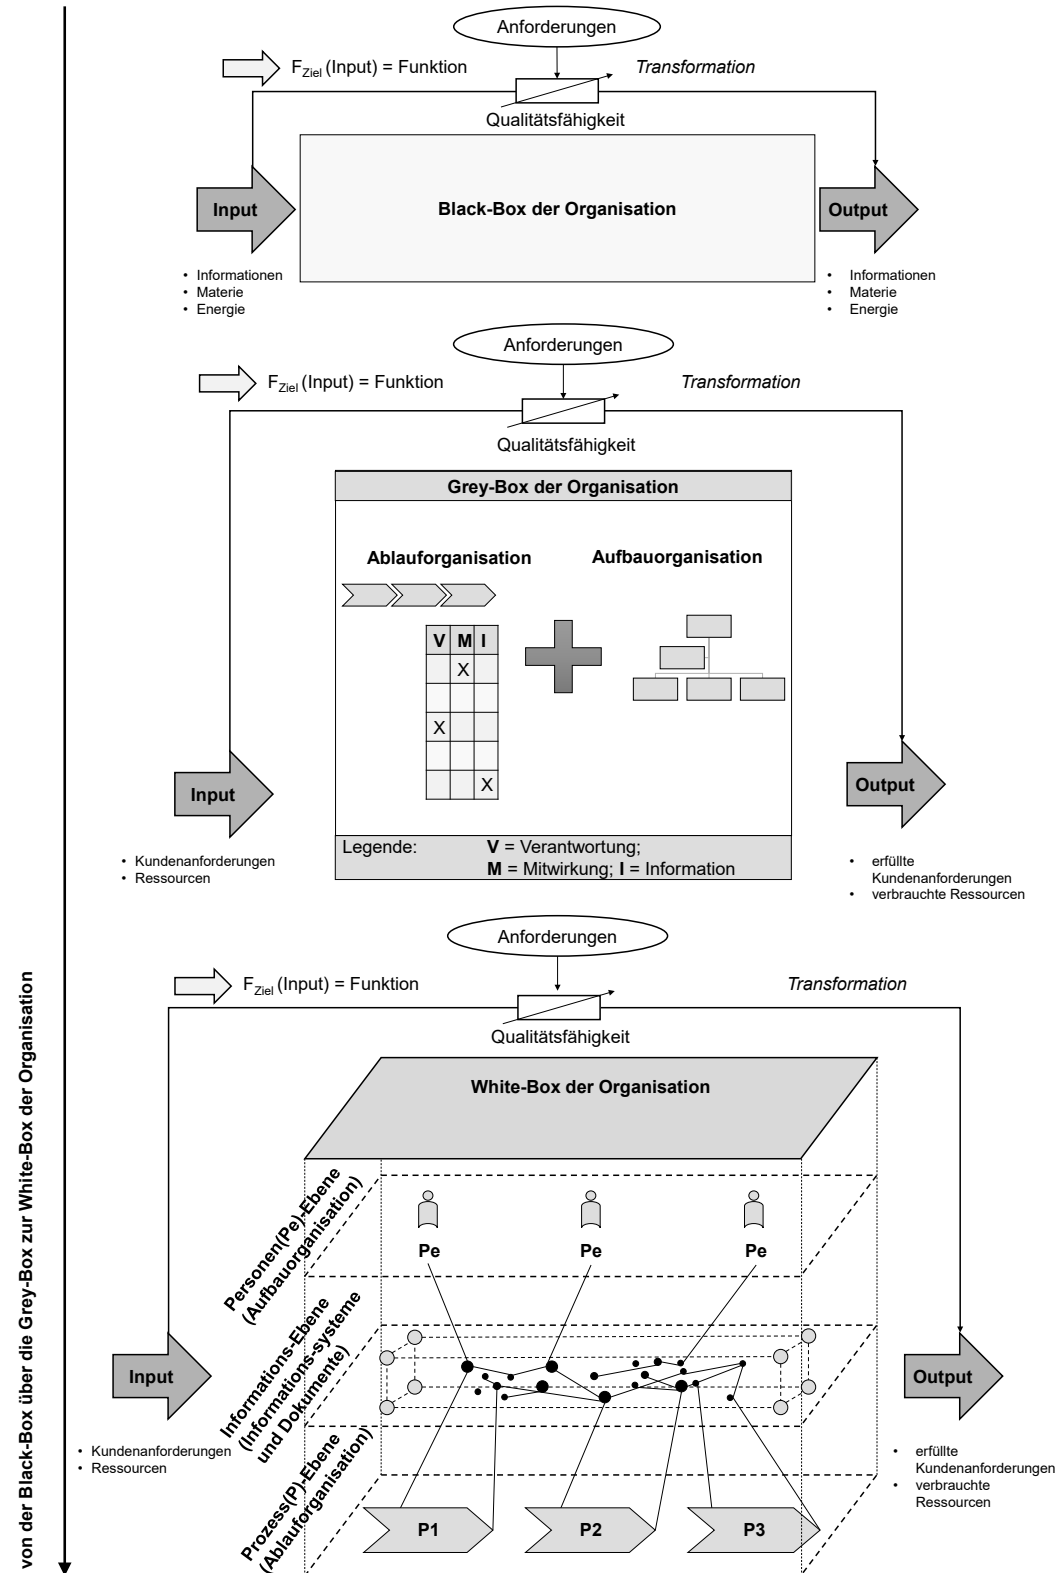 Anforderungen
F_Ziel (Input) = Funktion
Transformation
Qualitätsfähigkeit
Input
Black-Box der Organisation
Output
• Informationen
• Materie
• Energie
• Informationen
• Materie
• Energie
Anforderungen
F_Ziel (Input) = Funktion
Transformation
Qualitätsfähigkeit
Grey-Box der Organisation
Ablauforganisation
Aufbauorganisation
V M I
X
X
X
Input
Output
Legende:
V = Verantwortung;
M = Mitwirkung; I = Information
• Kundenanforderungen
• Ressourcen
• erfüllte
Kundenanforderungen
• verbrauchte Ressourcen
Anforderungen
F_Ziel (Input) = Funktion
Transformation
Qualitätsfähigkeit
White-Box der Organisation
Personen(Pe)-Ebene
(Aufbauorganisation)
Pe
Pe
Pe
Informations-Ebene
(Informations-systeme
und Dokumente)
Input
Output
• Kundenanforderungen
• Ressourcen
• erfüllte
Kundenanforderungen
• verbrauchte
Ressourcen
Prozess(P)-Ebene
(Ablauforganisation)
P1
P2
P3
von der Black-Box über die Grey-Box zur White-Box der Organisation